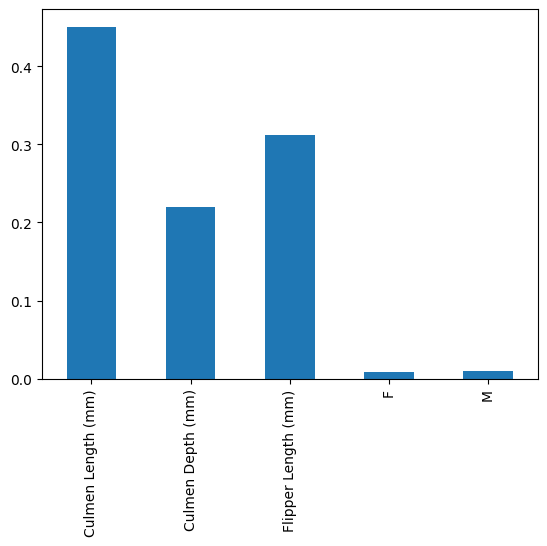 0.4
0.3
0.2
0.1
0.0
Culmen Length (mm)
Culmen Depth (mm)
Flipper Length (mm)
F
M